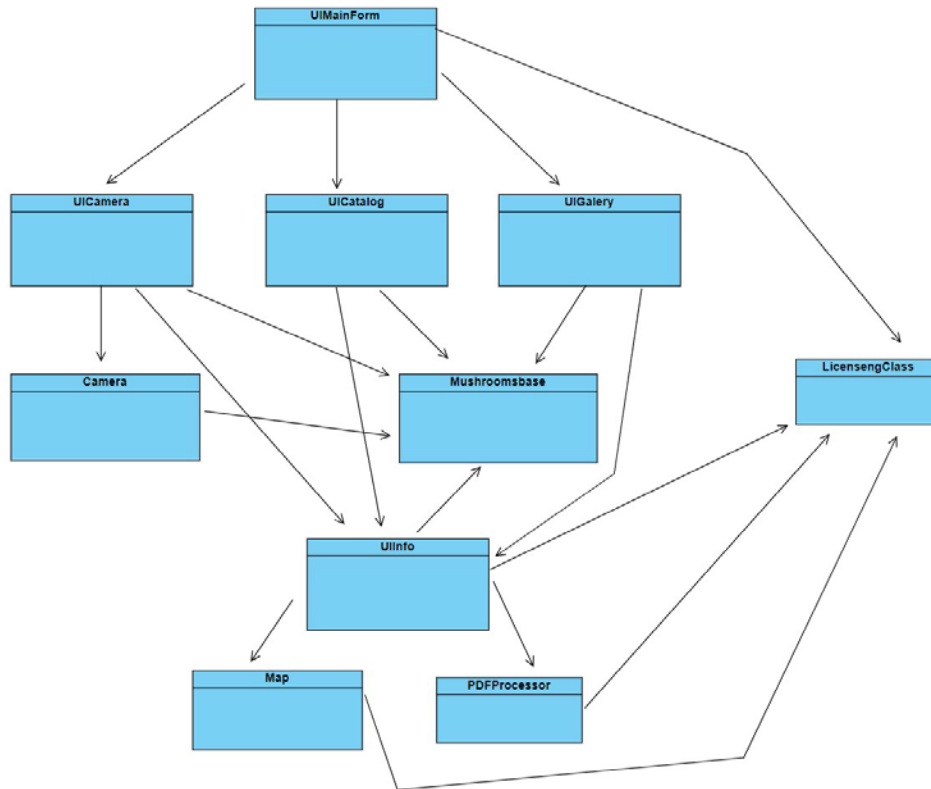 UIMainForm
UICamera
UICatalog
UIGalery
Camera
Mushroomsbase
LicensengClass
UIInfo
Map
PDFProcessor